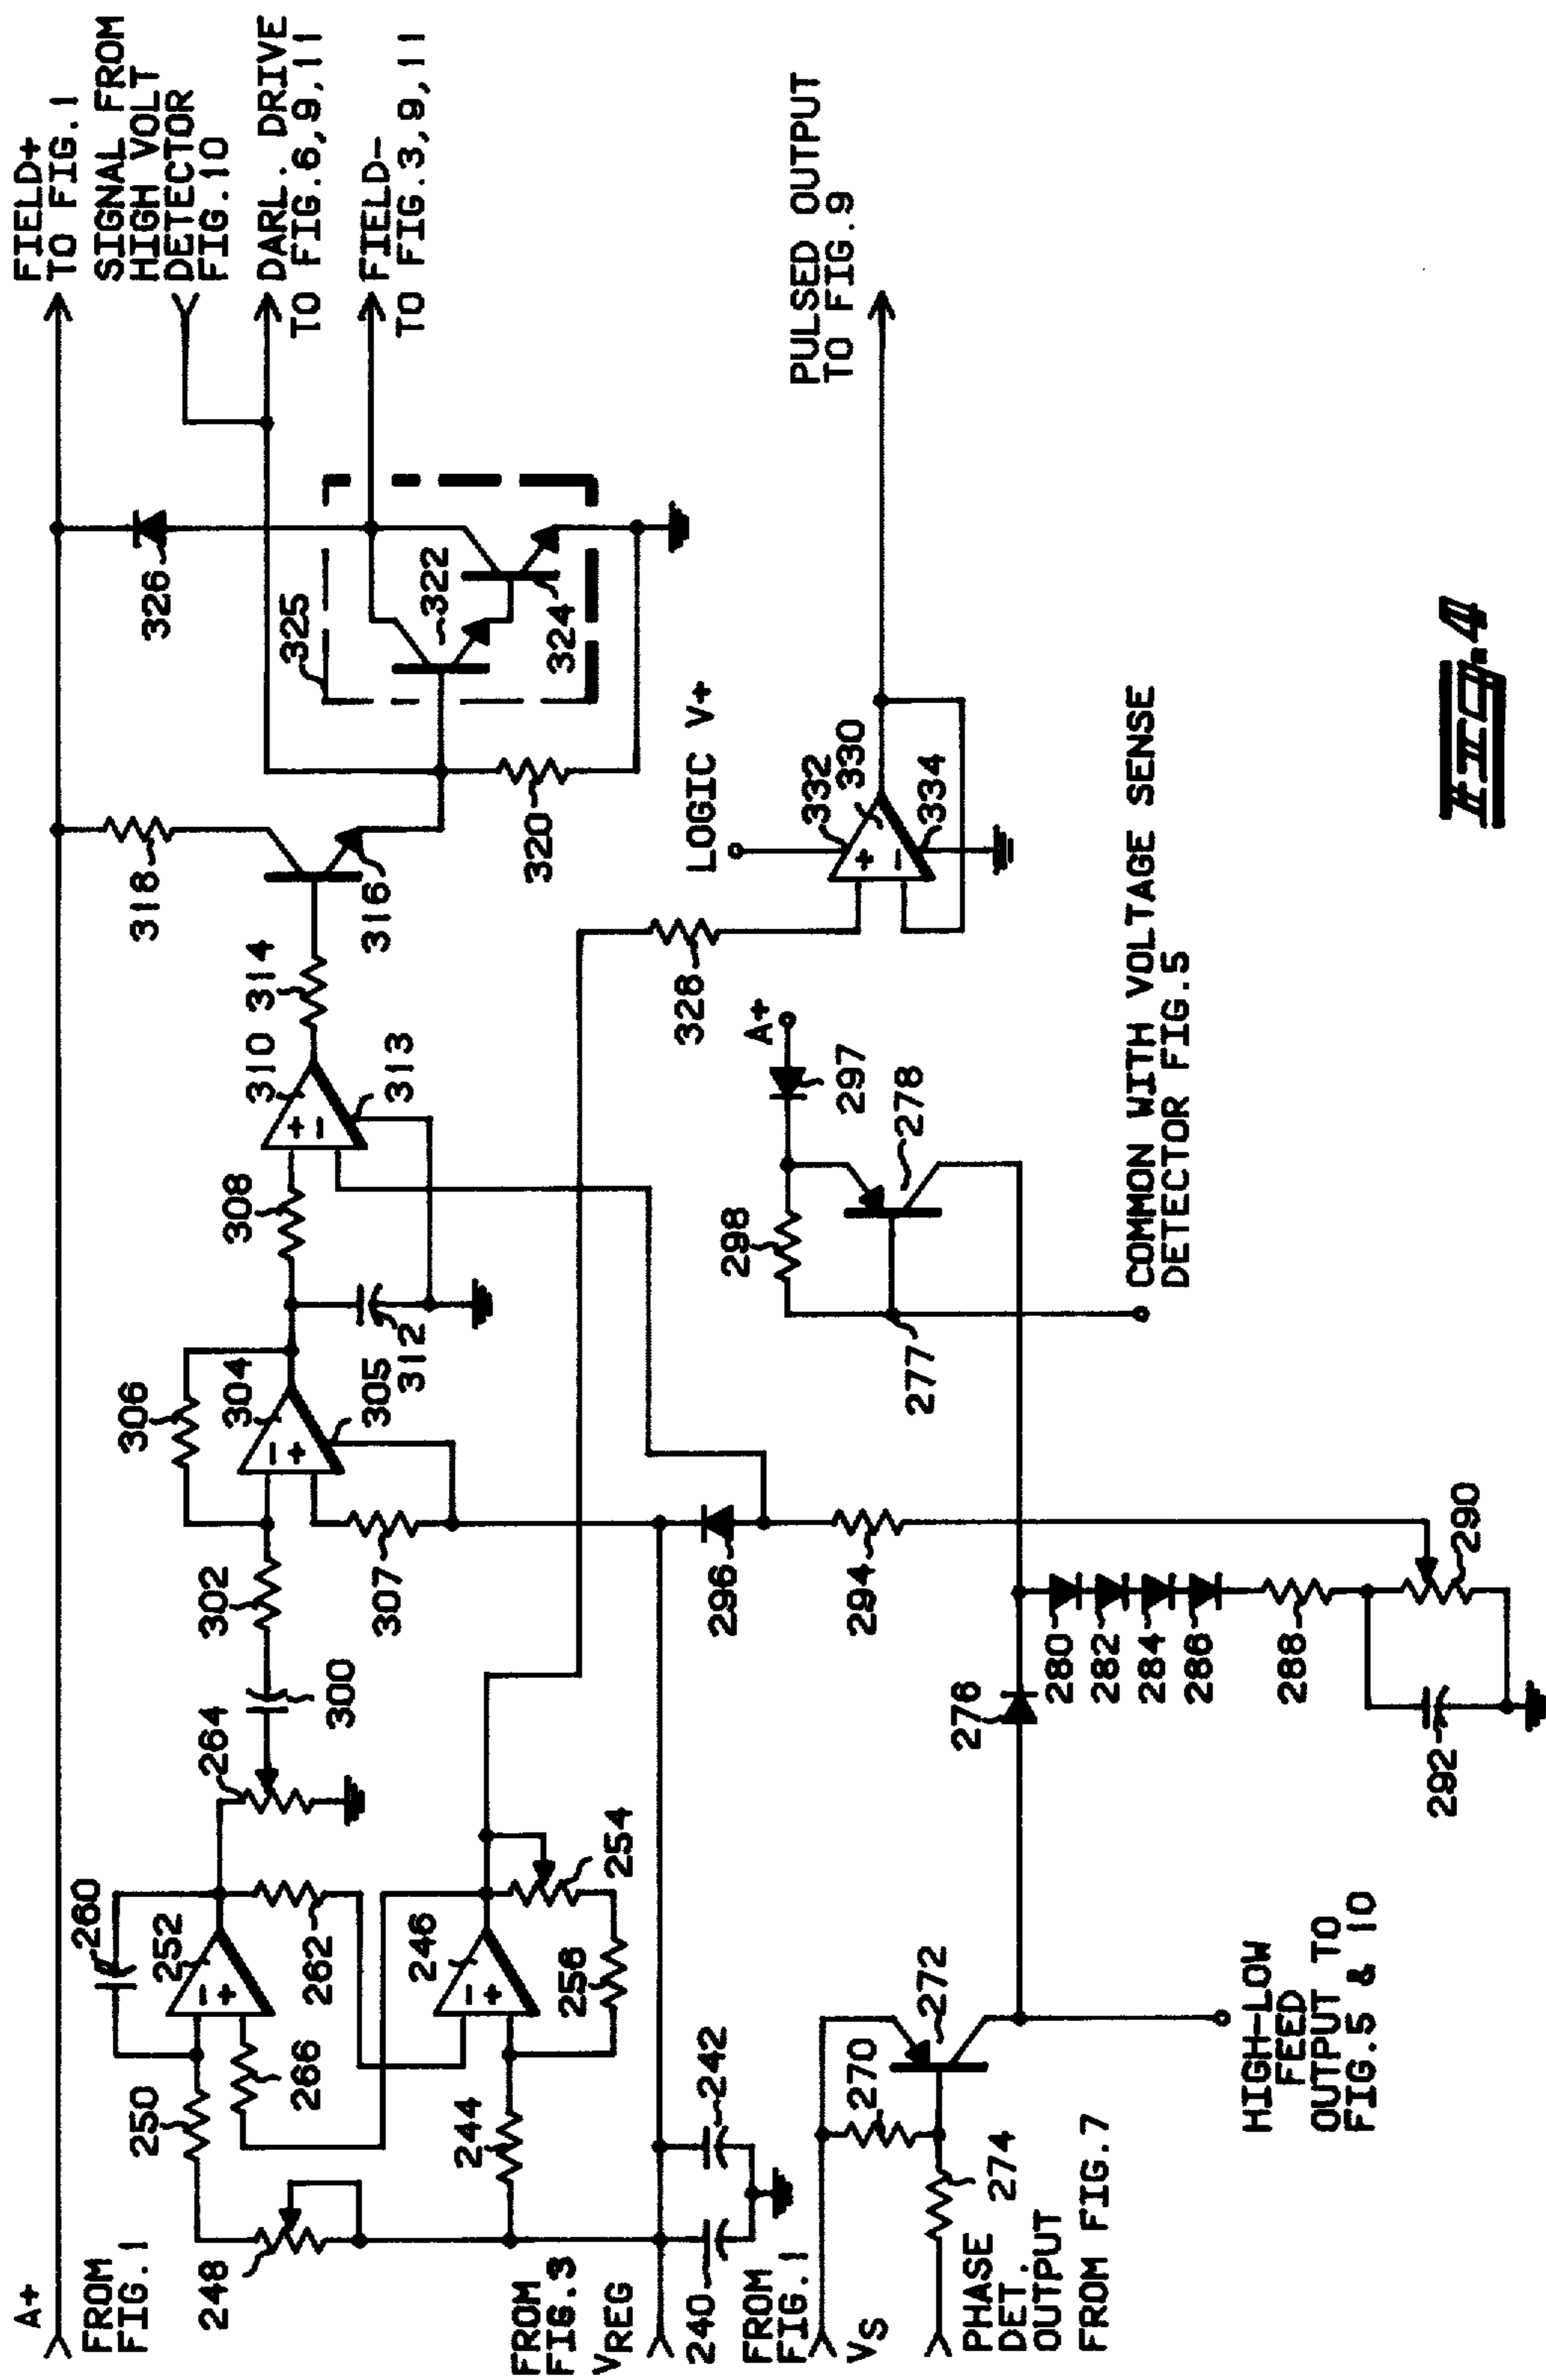 A+
FROM
FIG.1
FIELD+
TO FIG.1
SIGNAL FROM
HIGH VOLT
DETECTOR
FIG.10
DARL. DRIVE
TO FIG.6,9,11
FIELD-
TO FIG.3,9,11
248
250
260
252
−
+
266
262
264
300
302
306
304
−
+
305
307
312
308
310
+
−
313
314
318
316
320
326
325
322
324
FROM
FIG.3
VREG
244
246
−
+
254
256
240
242
296
294
328
LOGIC V+
332
330
+
−
334
PULSED OUTPUT
TO FIG.9
FROM
FIG.1
VS
270
272
274
PHASE
DET.
OUTPUT
FROM FIG.7
HIGH-LOW
FEED
OUTPUT TO
FIG.5 & 10
276
280
282
284
286
288
290
292
A+
297
298
278
277
COMMON WITH VOLTAGE SENSE
DETECTOR FIG.5
FIG.4